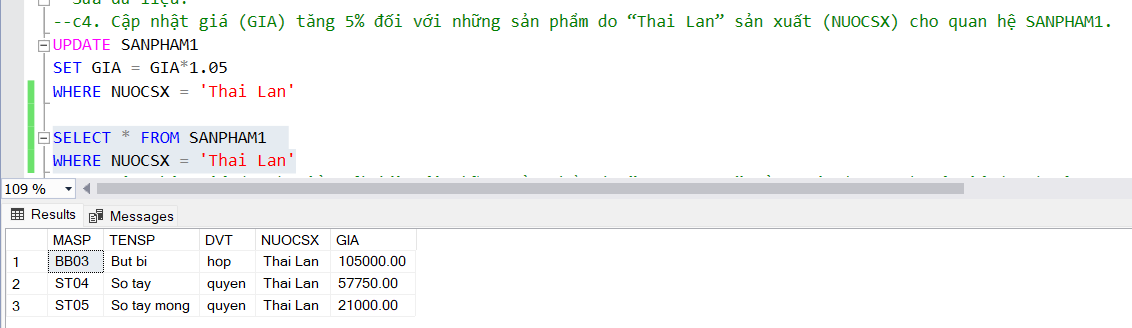 --c4. Cập nhật giá (GIA) tăng 5% đối với những sản phẩm do “Thai Lan” sản xuất (NUOCSX) cho quan hệ SANPHAM1.
UPDATE SANPHAM1
SET GIA = GIA*1.05
WHERE NUOCSX = 'Thai Lan'
SELECT * FROM SANPHAM1
WHERE NUOCSX = 'Thai Lan'
109 %
Results Messages
MASP TENSP DVT NUOCSX GIA
1 BB03 But bi hop Thai Lan 105000.00
2 ST04 So tay quyen Thai Lan 57750.00
3 ST05 So tay mong quyen Thai Lan 21000.00